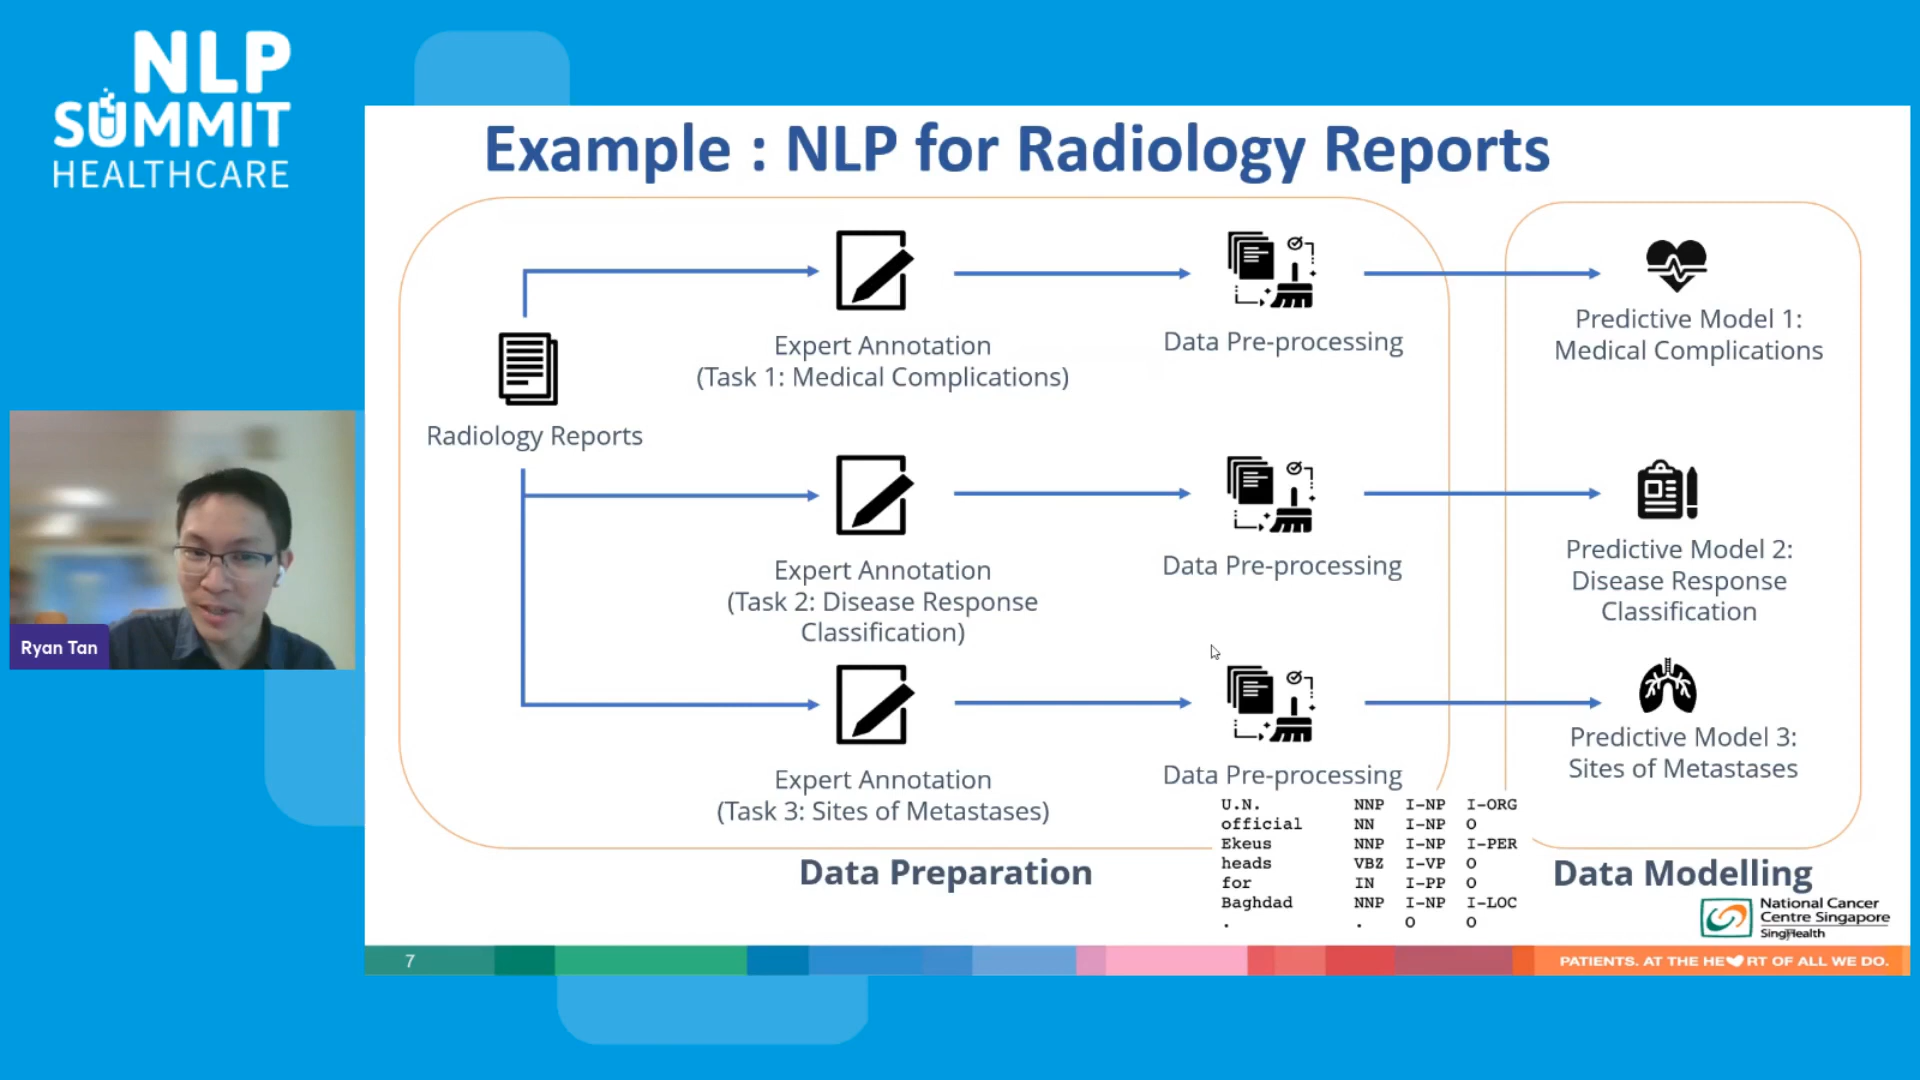 NLP
SUMMIT
HEALTHCARE
Example : NLP for Radiology Reports
Radiology Reports
Expert Annotation
(Task 1: Medical Complications)
Data Pre-processing
Predictive Model 1:
Medical Complications
Expert Annotation
(Task 2: Disease Response
Classification)
Data Pre-processing
Predictive Model 2:
Disease Response
Classification
Expert Annotation
(Task 3: Sites of Metastases)
Data Pre-processing
Predictive Model 3:
Sites of Metastases
U.N. NNP I-NP I-ORG
official NN I-NP O
Ekeus NNP I-NP I-PER
heads VBZ I-VP O
for IN I-PP O
Baghdad NNP I-NP I-LOC
. . O O
Data Preparation
Data Modelling
National Cancer
Centre Singapore
SingHealth
7
PATIENTS. AT THE HE RT OF ALL WE DO.
Ryan Tan